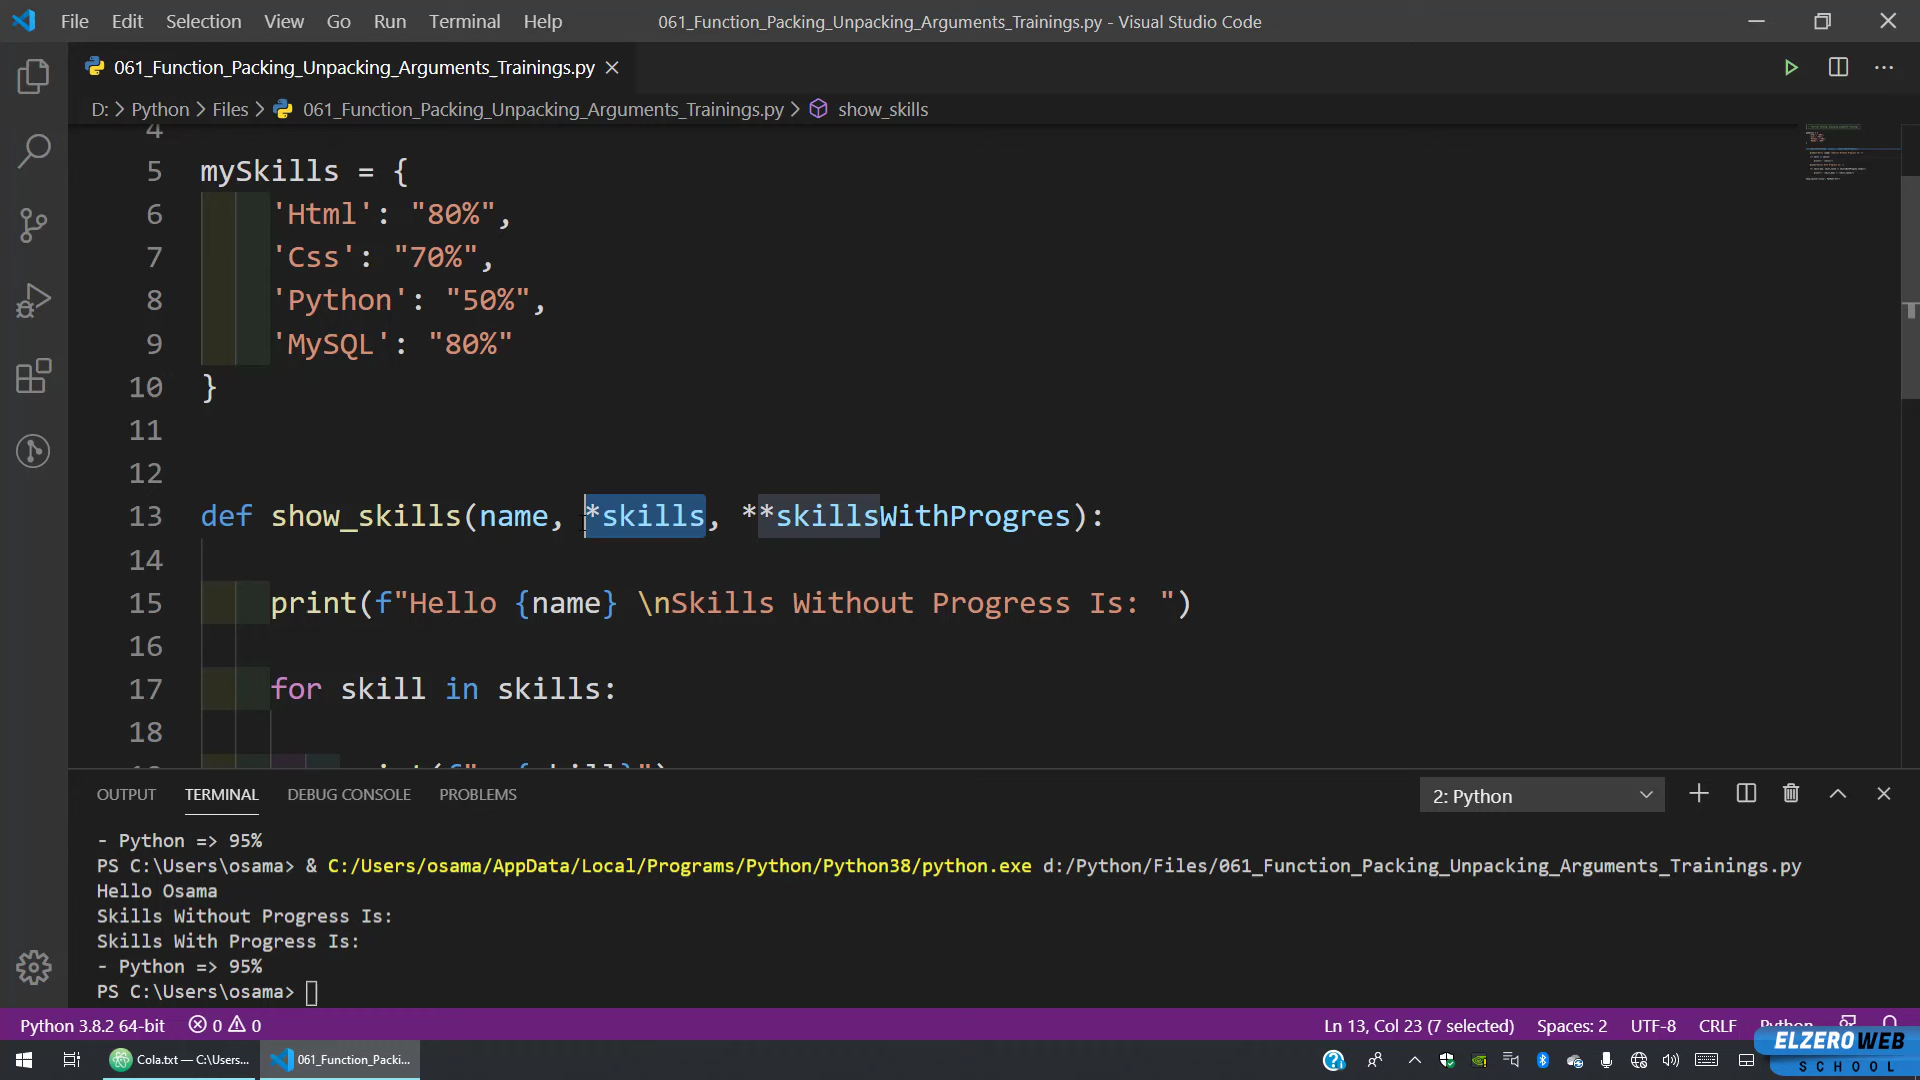 File Edit Selection View Go Run Terminal Help 061_Function_Packing_Unpacking_Arguments_Trainings.py - Visual Studio Code
061_Function_Packing_Unpacking_Arguments_Trainings.py
D: > Python > Files > 061_Function_Packing_Unpacking_Arguments_Trainings.py > show_skills
4
5 mySkills = {
6 'Html': "80%",
7 'Css': "70%",
8 'Python': "50%",
9 'MySQL': "80%"
10 }
11
12
13 def show_skills(name, *skills, **skillsWithProgres):
14
15 print(f"Hello {name} \nSkills Without Progress Is: ")
16
17 for skill in skills:
18
OUTPUT TERMINAL DEBUG CONSOLE PROBLEMS 2: Python
- Python => 95%
PS C:\Users\osama> & C:/Users/osama/AppData/Local/Programs/Python/Python38/python.exe d:/Python/Files/061_Function_Packing_Unpacking_Arguments_Trainings.py
Hello Osama
Skills Without Progress Is:
Skills With Progress Is:
- Python => 95%
PS C:\Users\osama>
Python 3.8.2 64-bit 0 0 Ln 13, Col 23 (7 selected) Spaces: 2 UTF-8 CRLF Python
Cola.txt — C:\Users... 061_Function_Packi...
ELZEROWEB
SCHOOL